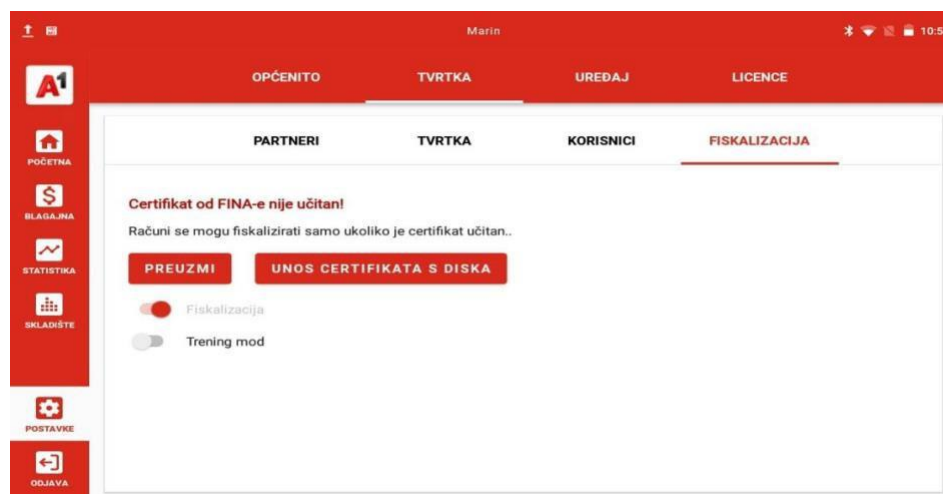 Marin
10:5
A1
OPĆENITO TVRTKA UREĐAJ LICENCE
PARTNERI TVRTKA KORISNICI FISKALIZACIJA
POČETNA
BLAGAJNA
STATISTIKA
SKLADIŠTE
POSTAVKE
ODJAVA
Certifikat od FINA-e nije učitan!
Računi se mogu fiskalizirati samo ukoliko je certifikat učitan..
PREUZMI UNOS CERTIFIKATA S DISKA
Fiskalizacija
Trening mod